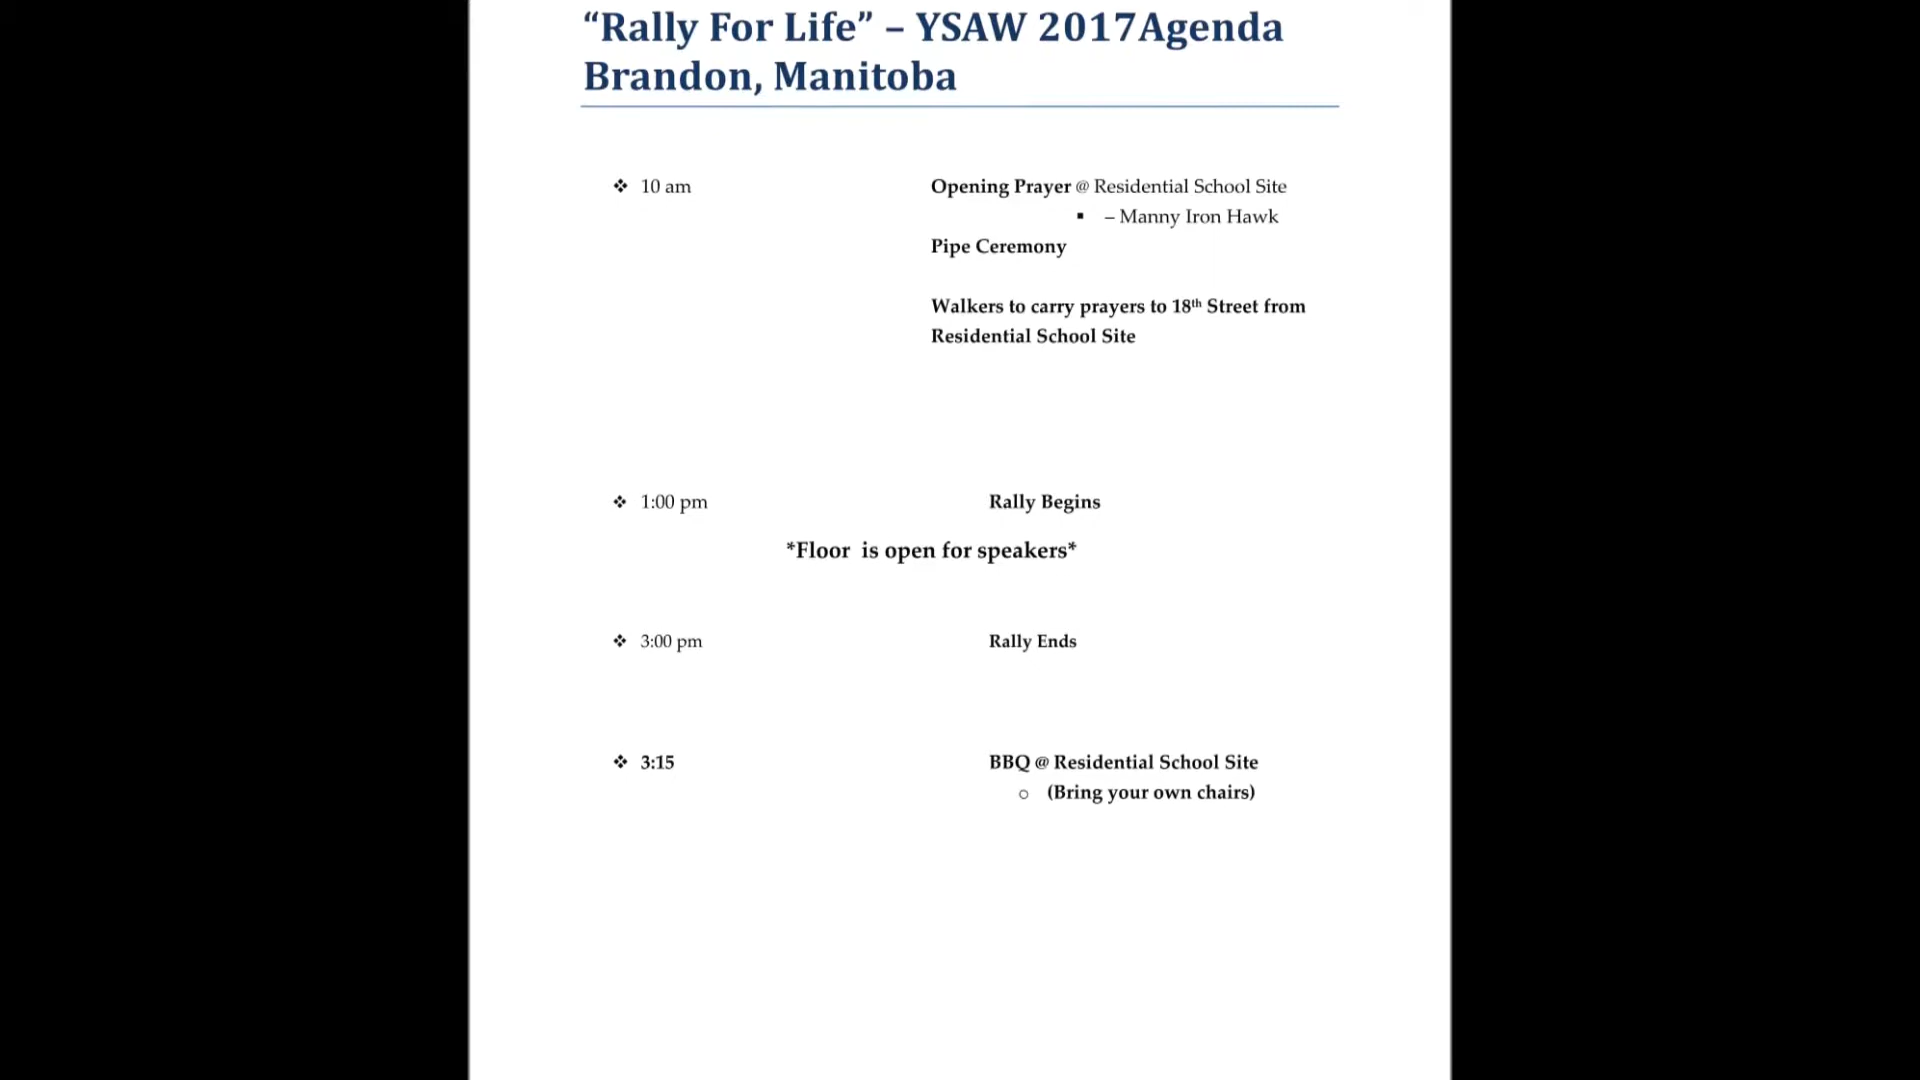 “Rally For Life” – YSAW 2017Agenda
Brandon, Manitoba
❖ 10 am Opening Prayer @ Residential School Site
▪ – Manny Iron Hawk
Pipe Ceremony
Walkers to carry prayers to 18th Street from
Residential School Site
❖ 1:00 pm Rally Begins
*Floor  is open for speakers*
❖ 3:00 pm Rally Ends
❖ 3:15 BBQ @ Residential School Site
o (Bring your own chairs)